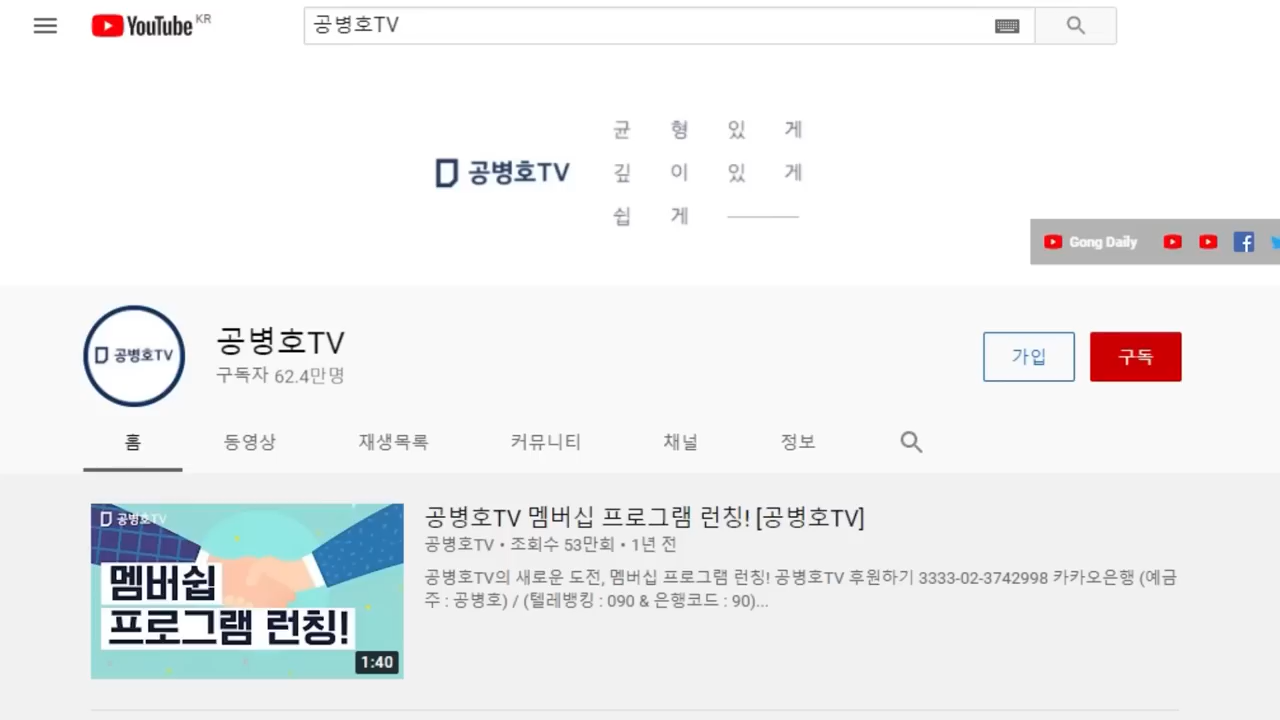 YouTube KR
공병호TV
균 형 있 게
공병호TV
깊 이 있 게
쉽 게
Gong Daily
공병호TV
공병호TV
구독자 62.4만명
가입
구독
홈
동영상
재생목록
커뮤니티
채널
정보
공병호TV
멤버쉽
프로그램 런칭!
1:40
공병호TV 멤버십 프로그램 런칭! [공병호TV]
공병호TV • 조회수 53만회 • 1년 전
공병호TV의 새로운 도전, 멤버십 프로그램 런칭! 공병호TV 후원하기 3333-02-3742998 카카오은행 (예금
주 : 공병호) / (텔레뱅킹 : 090 & 은행코드 : 90)...